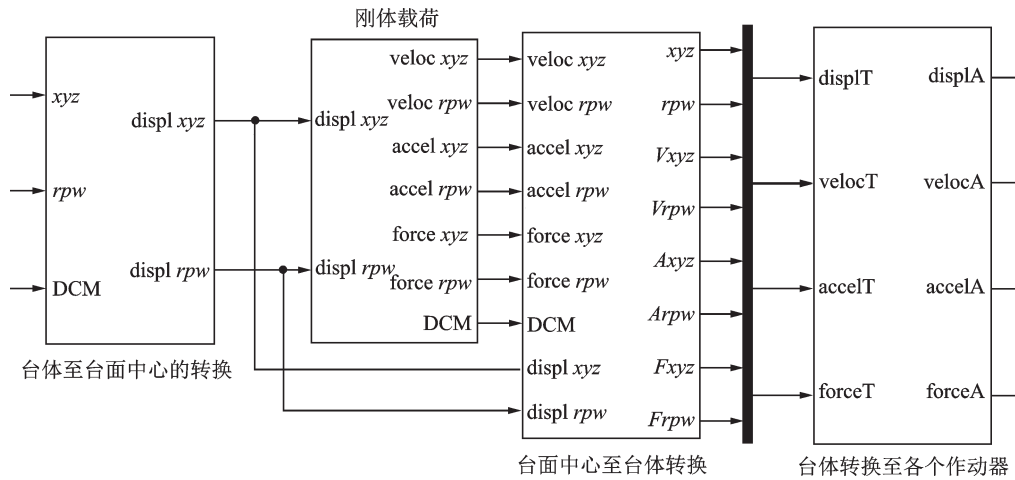 刚体载荷
xyz
rpw
DCM
displ xyz
displ rpw
台体至台面中心的转换
displ xyz
displ rpw
veloc xyz
veloc rpw
accel xyz
accel rpw
force xyz
force rpw
DCM
veloc xyz
veloc rpw
accel xyz
accel rpw
force xyz
force rpw
DCM
displ xyz
displ rpw
xyz
rpw
Vxyz
Vrpw
Axyz
Arpw
Fxyz
Frpw
台面中心至台体转换
displT
velocT
accelT
forceT
displA
velocA
accelA
forceA
台体转换至各个作动器